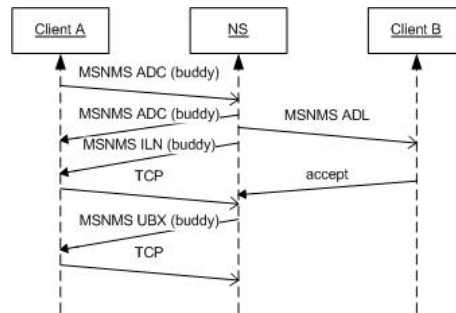 Client A
NS
Client B
MSNMS ADC (buddy)
MSNMS ADC (buddy)
MSNMS ADL
MSNMS ILN (buddy)
TCP
accept
MSNMS UBX (buddy)
TCP